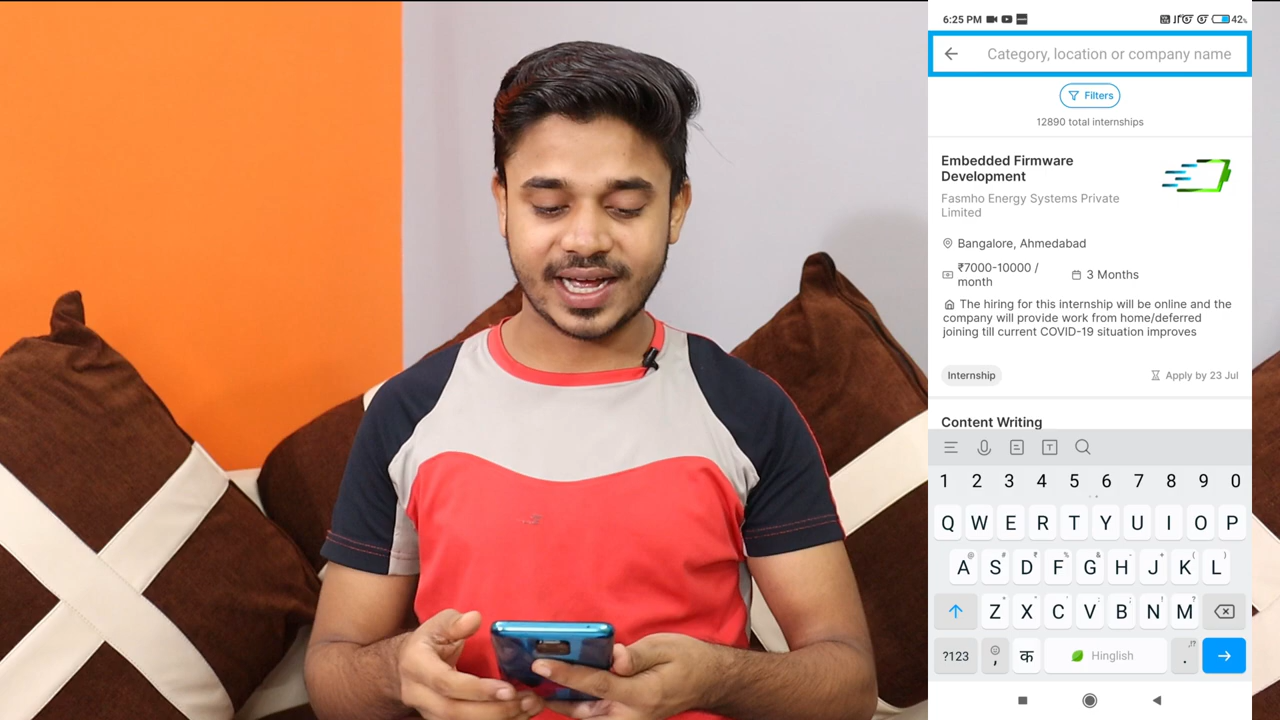 6:25 PM
42%
Category, location or company name
Filters
12890 total internships
Embedded Firmware
Development
Fasmho Energy Systems Private
Limited
Bangalore, Ahmedabad
₹7000-10000 /
month
3 Months
The hiring for this internship will be online and the
company will provide work from home/deferred
joining till current COVID-19 situation improves
Internship
Apply by 23 Jul
Content Writing
1 2 3 4 5 6 7 8 9 0
Q W E R T Y U I O P
A S D F G H J K L
Z X C V B N M
?123 , क Hinglish .